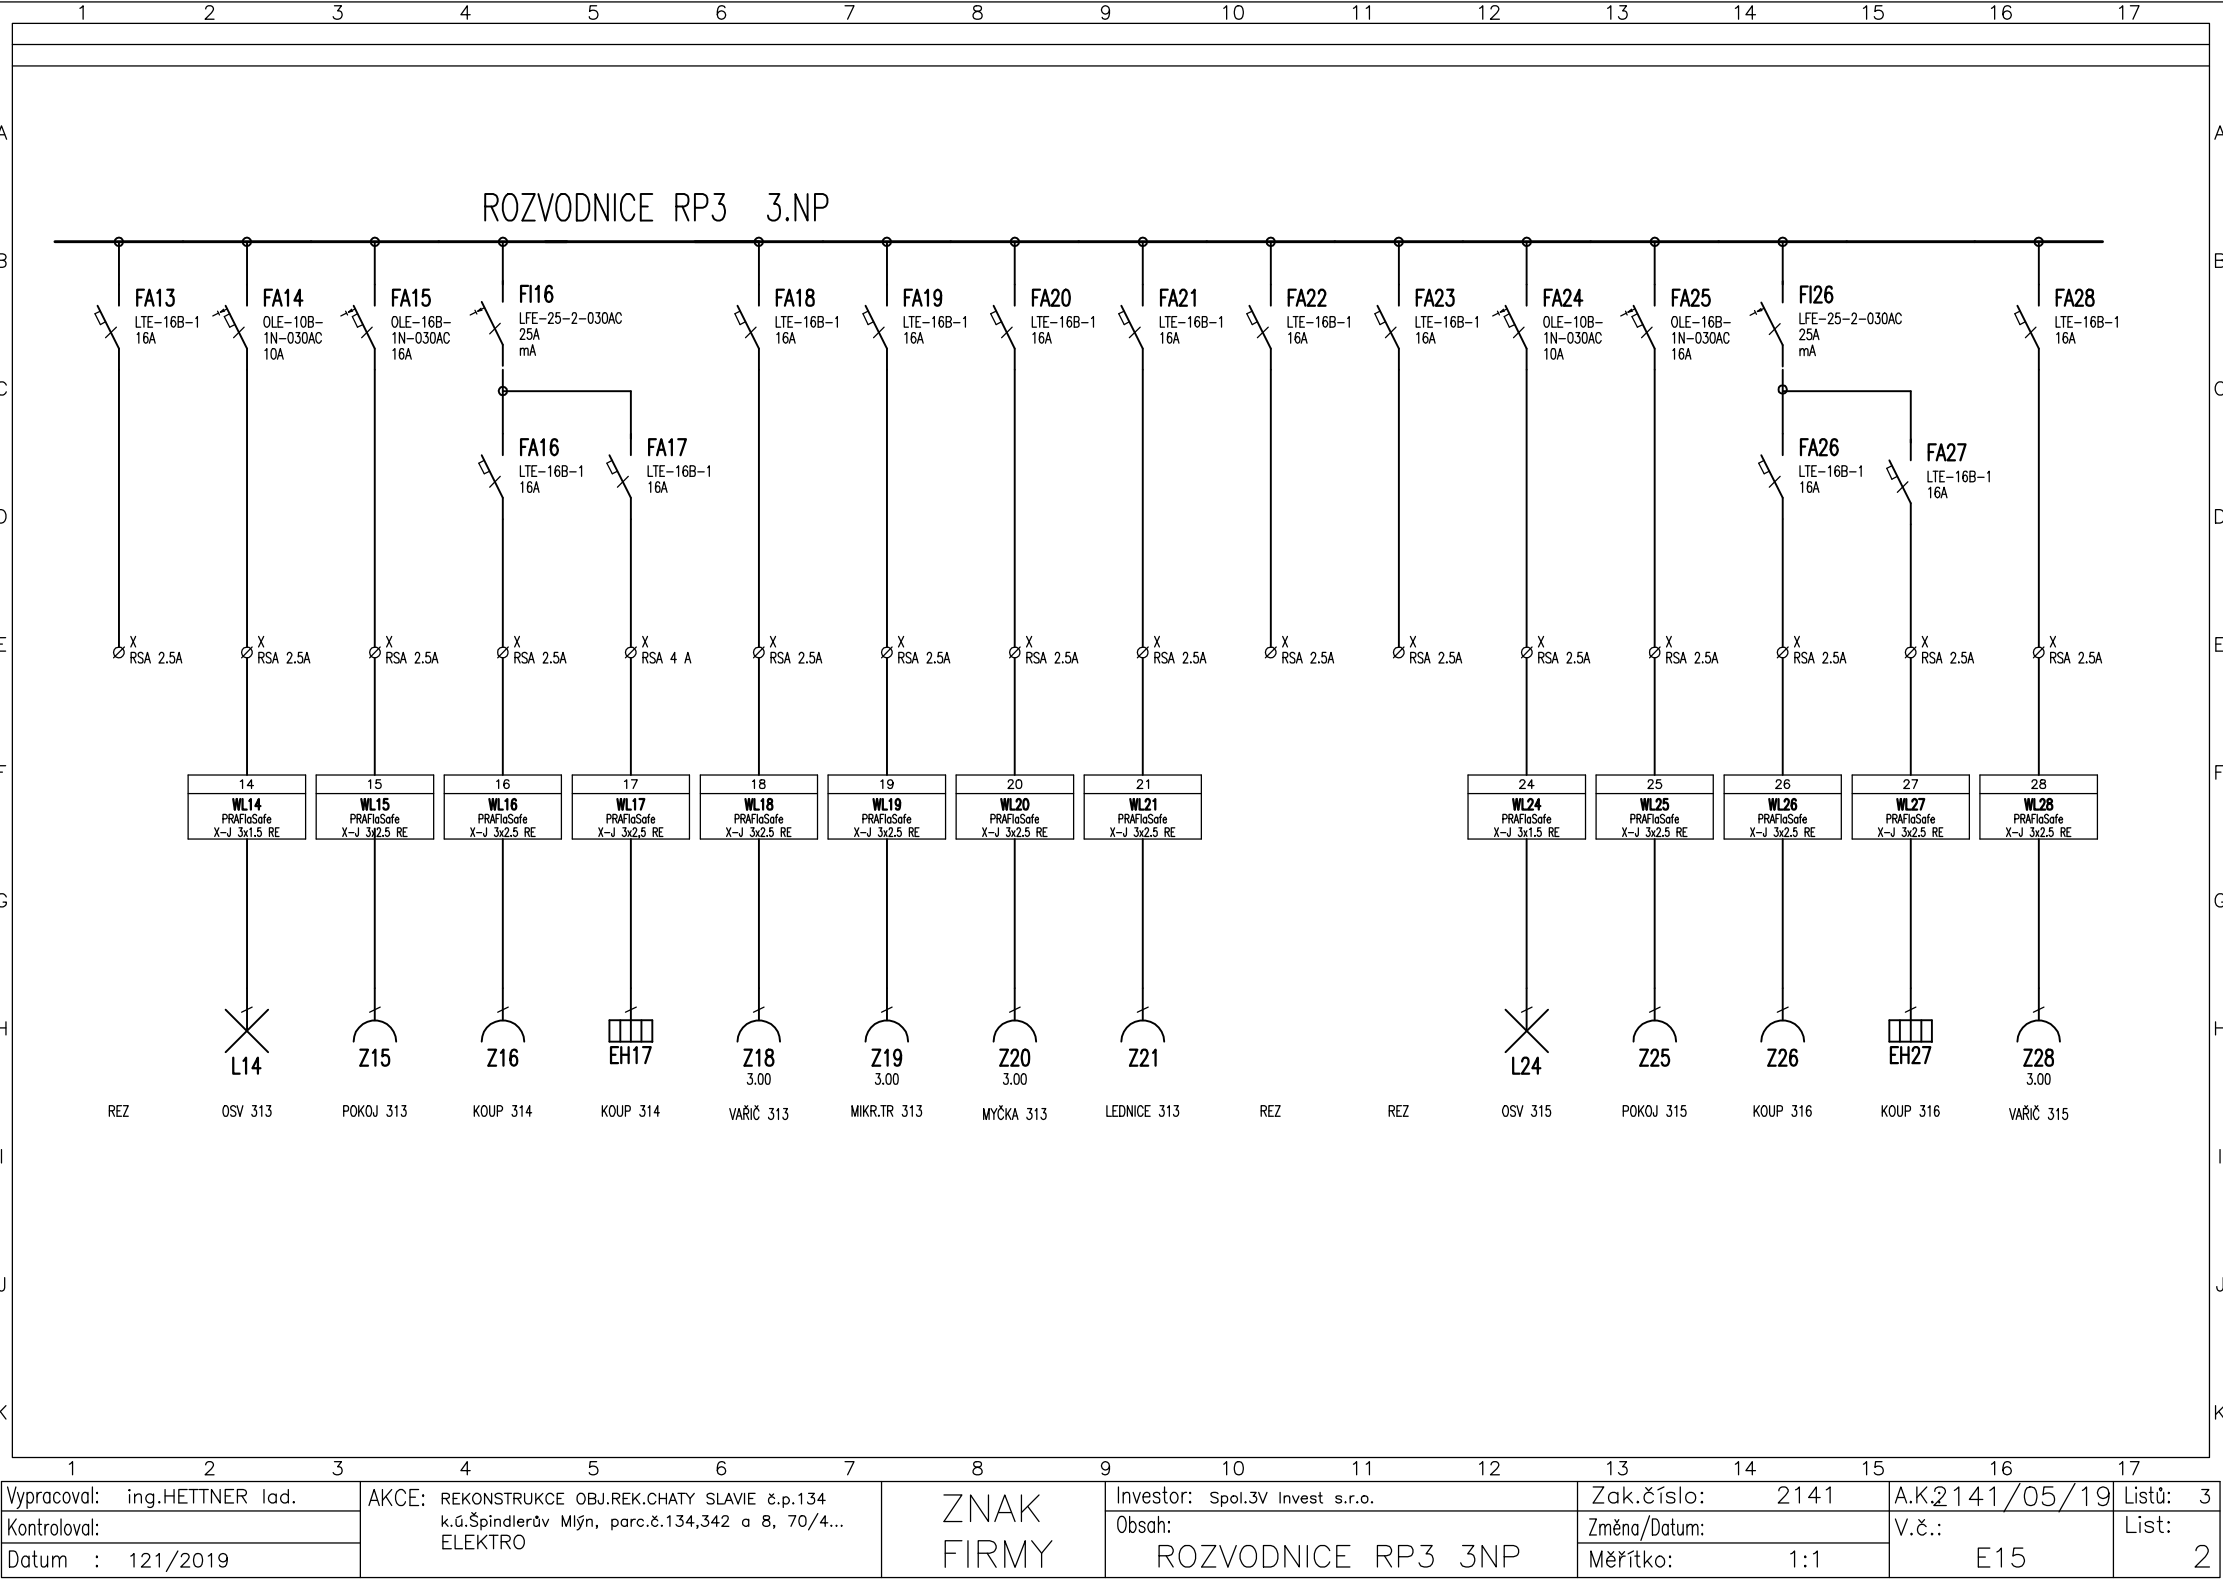 1 2 3 4 5 6 7 8 9 10 11 12 13 14 15 16 17
A A
ROZVODNICE RP3 3.NP
B B
FA13
LTE-16B-1
16A
FA14
OLE-10B-
1N-030AC
10A
FA15
OLE-16B-
1N-030AC
16A
FI16
LFE-25-2-030AC
25A
mA
FA18
LTE-16B-1
16A
FA19
LTE-16B-1
16A
FA20
LTE-16B-1
16A
FA21
LTE-16B-1
16A
FA22
LTE-16B-1
16A
FA23
LTE-16B-1
16A
FA24
OLE-10B-
1N-030AC
10A
FA25
OLE-16B-
1N-030AC
16A
FI26
LFE-25-2-030AC
25A
mA
FA28
LTE-16B-1
16A
C C
FA16
LTE-16B-1
16A
FA17
LTE-16B-1
16A
FA26
LTE-16B-1
16A
FA27
LTE-16B-1
16A
D D
E E
X X X X X X X X X X X X X X X X
RSA 2.5A RSA 2.5A RSA 2.5A RSA 2.5A RSA 4 A RSA 2.5A RSA 2.5A RSA 2.5A RSA 2.5A RSA 2.5A RSA 2.5A RSA 2.5A RSA 2.5A RSA 2.5A RSA 2.5A RSA 2.5A
F F
14
WL14
PRAFlaSafe
X-J 3x1.5 RE
15
WL15
PRAFlaSafe
X-J 3x2.5 RE
16
WL16
PRAFlaSafe
X-J 3x2.5 RE
17
WL17
PRAFlaSafe
X-J 3x2,5 RE
18
WL18
PRAFlaSafe
X-J 3x2.5 RE
19
WL19
PRAFlaSafe
X-J 3x2.5 RE
20
WL20
PRAFlaSafe
X-J 3x2.5 RE
21
WL21
PRAFlaSafe
X-J 3x2.5 RE
24
WL24
PRAFlaSafe
X-J 3x1.5 RE
25
WL25
PRAFlaSafe
X-J 3x2.5 RE
26
WL26
PRAFlaSafe
X-J 3x2.5 RE
27
WL27
PRAFlaSafe
X-J 3x2.5 RE
28
WL28
PRAFlaSafe
X-J 3x2.5 RE
G G
H H
L14 Z15 Z16 EH17 Z18 Z19 Z20 Z21 L24 Z25 Z26 EH27 Z28
3.00 3.00 3.00 3.00
REZ OSV 313 POKOJ 313 KOUP 314 KOUP 314 VAŘIČ 313 MIKR.TR 313 MYČKA 313 LEDNICE 313 REZ REZ OSV 315 POKOJ 315 KOUP 316 KOUP 316 VAŘIČ 315
I I
J J
K K
1 2 3 4 5 6 7 8 9 10 11 12 13 14 15 16 17
Vypracoval: ing.HETTNER lad.
Kontroloval:
Datum : 121/2019
AKCE: REKONSTRUKCE OBJ.REK.CHATY SLAVIE č.p.134
k.ú.Špindlerův Mlýn, parc.č.134,342 a 8, 70/4...
ELEKTRO
ZNAK
FIRMY
Investor: Spol.3V Invest s.r.o.
Obsah:
ROZVODNICE RP3 3NP
Zak.číslo: 2141
Změna/Datum:
Měřítko: 1:1
A.K.: 2141/05/19
V.č.:
E15
Listů: 3
List:
2